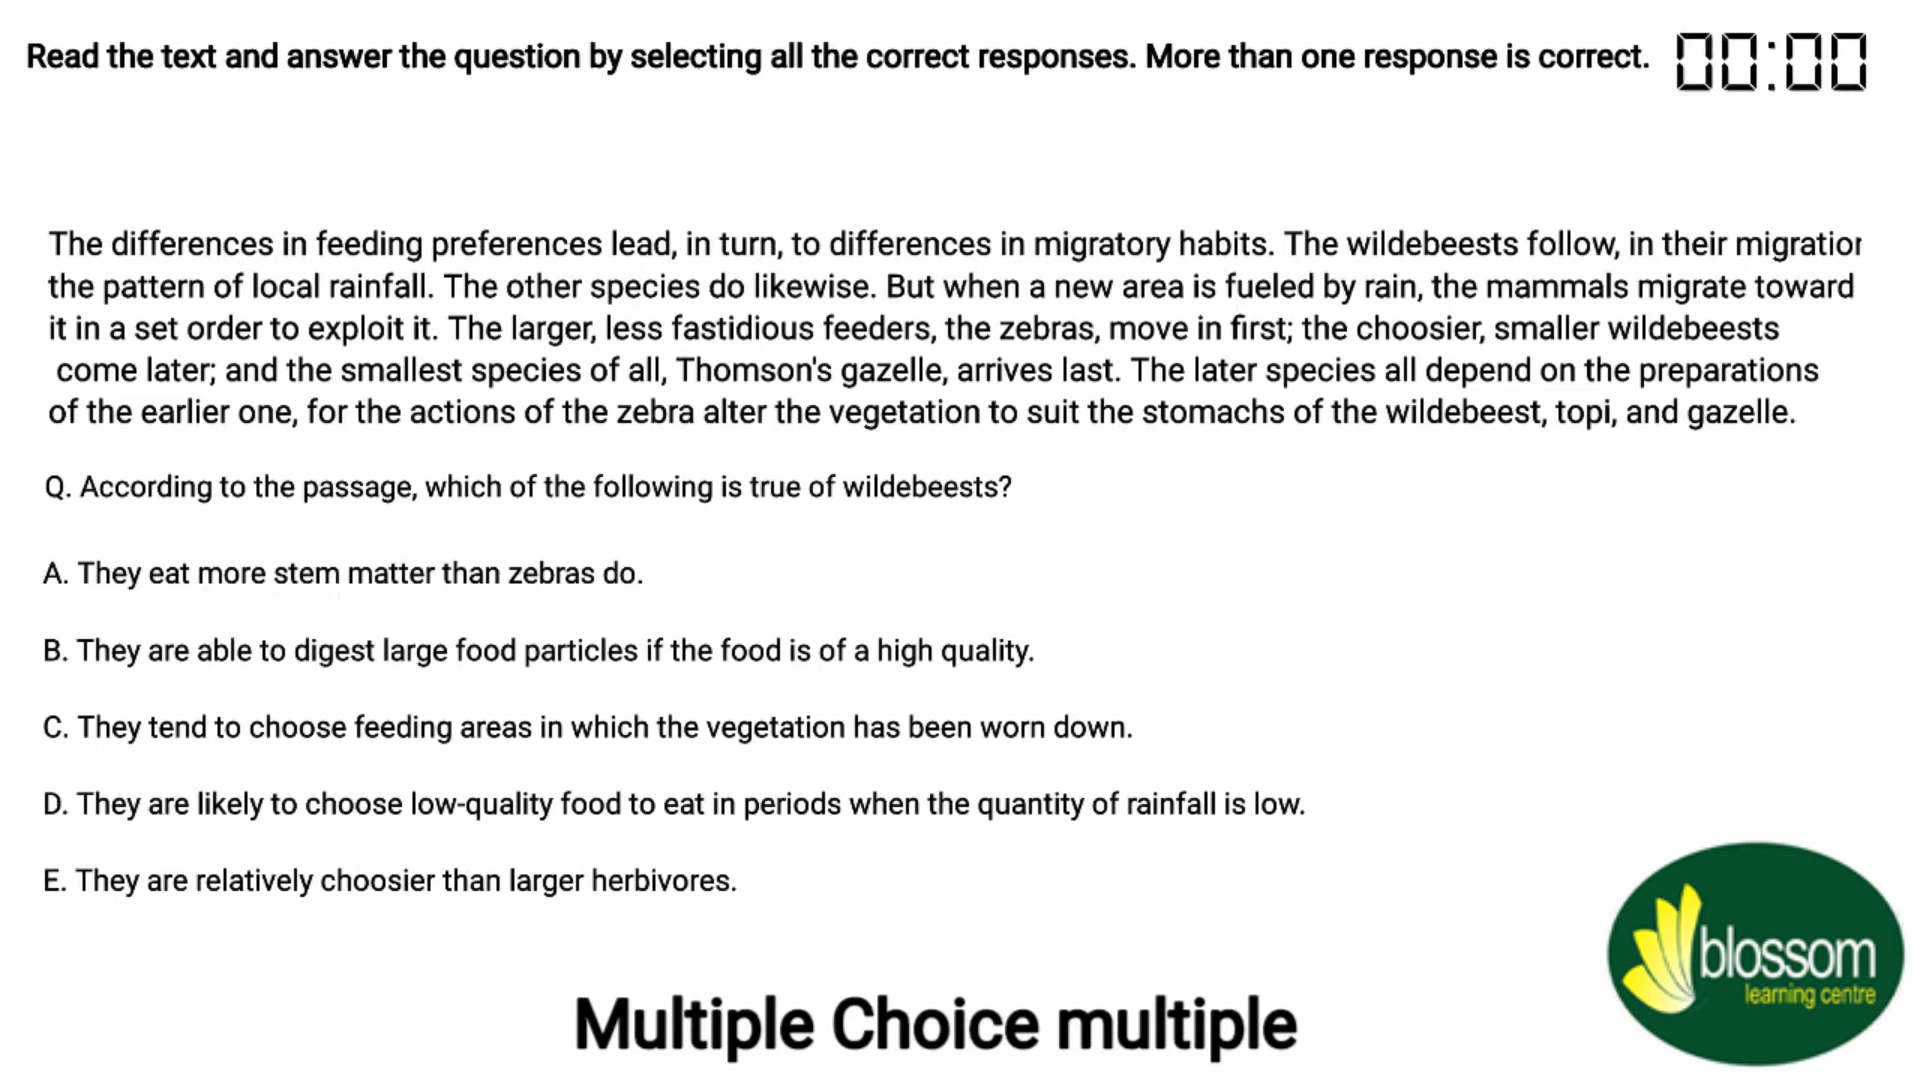 Read the text and answer the question by selecting all the correct responses. More than one response is correct.
00:00
The differences in feeding preferences lead, in turn, to differences in migratory habits. The wildebeests follow, in their migration
the pattern of local rainfall. The other species do likewise. But when a new area is fueled by rain, the mammals migrate toward
it in a set order to exploit it. The larger, less fastidious feeders, the zebras, move in first; the choosier, smaller wildebeests
come later; and the smallest species of all, Thomson's gazelle, arrives last. The later species all depend on the preparations
of the earlier one, for the actions of the zebra alter the vegetation to suit the stomachs of the wildebeest, topi, and gazelle.
Q. According to the passage, which of the following is true of wildebeests?
A. They eat more stem matter than zebras do.
B. They are able to digest large food particles if the food is of a high quality.
C. They tend to choose feeding areas in which the vegetation has been worn down.
D. They are likely to choose low-quality food to eat in periods when the quantity of rainfall is low.
E. They are relatively choosier than larger herbivores.
blossom
learning centre
Multiple Choice multiple